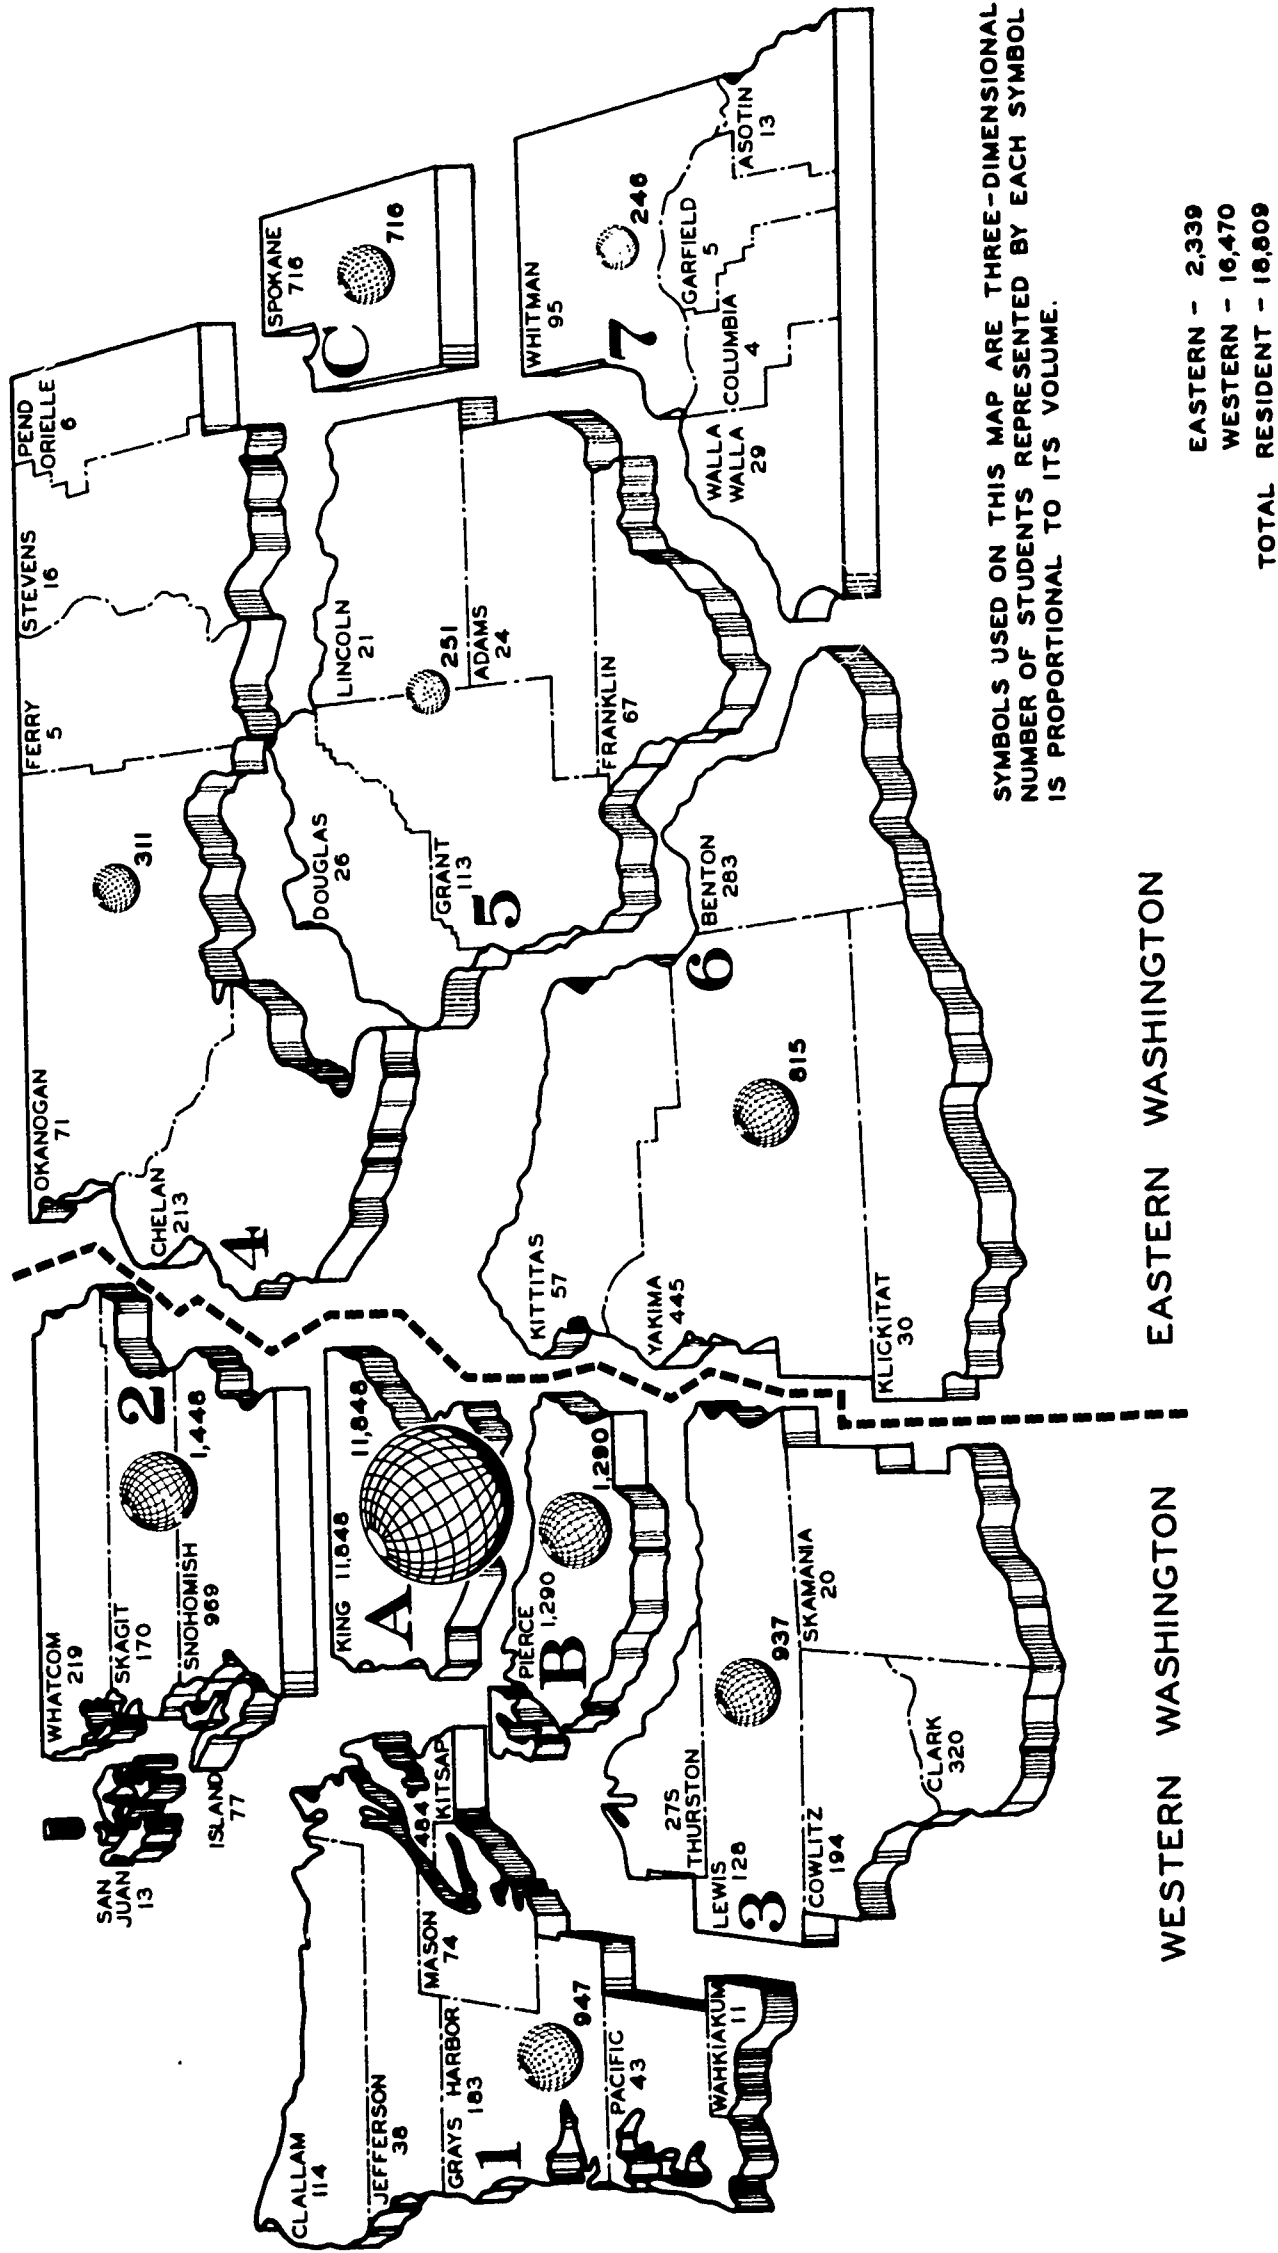 CLALLAM
114
JEFFERSON
38
GRAYS HARBOR
183
1
947
PACIFIC
43
WAHKIAKUM
11
MASON
74
484
KITSAP
SAN
JUAN
13
ISLAND
77
WHATCOM
219
SKAGIT
170
SNOHOMISH
969
2
1,448
KING 11,848
A
11,848
PIERCE
1,290
B
1,290
275
THURSTON
LEWIS
128
3
937
COWLITZ
194
SKAMANIA
20
CLARK
320
OKANOGAN
71
CHELAN
213
4
311
FERRY
5
STEVENS
16
PEND
ORIELLE
6
DOUGLAS
26
GRANT
113
5
LINCOLN
21
251
ADAMS
24
FRANKLIN
67
KITTITAS
57
YAKIMA
445
6
815
BENTON
283
KLICKITAT
30
SPOKANE
716
C
716
WHITMAN
95
7
246
WALLA
WALLA
29
COLUMBIA
4
GARFIELD
5
ASOTIN
13
SYMBOLS USED ON THIS MAP ARE THREE-DIMENSIONAL
NUMBER OF STUDENTS REPRESENTED BY EACH SYMBOL
IS PROPORTIONAL TO ITS VOLUME.
WESTERN WASHINGTON
EASTERN WASHINGTON
EASTERN - 2,339
WESTERN - 16,470
TOTAL RESIDENT - 18,809